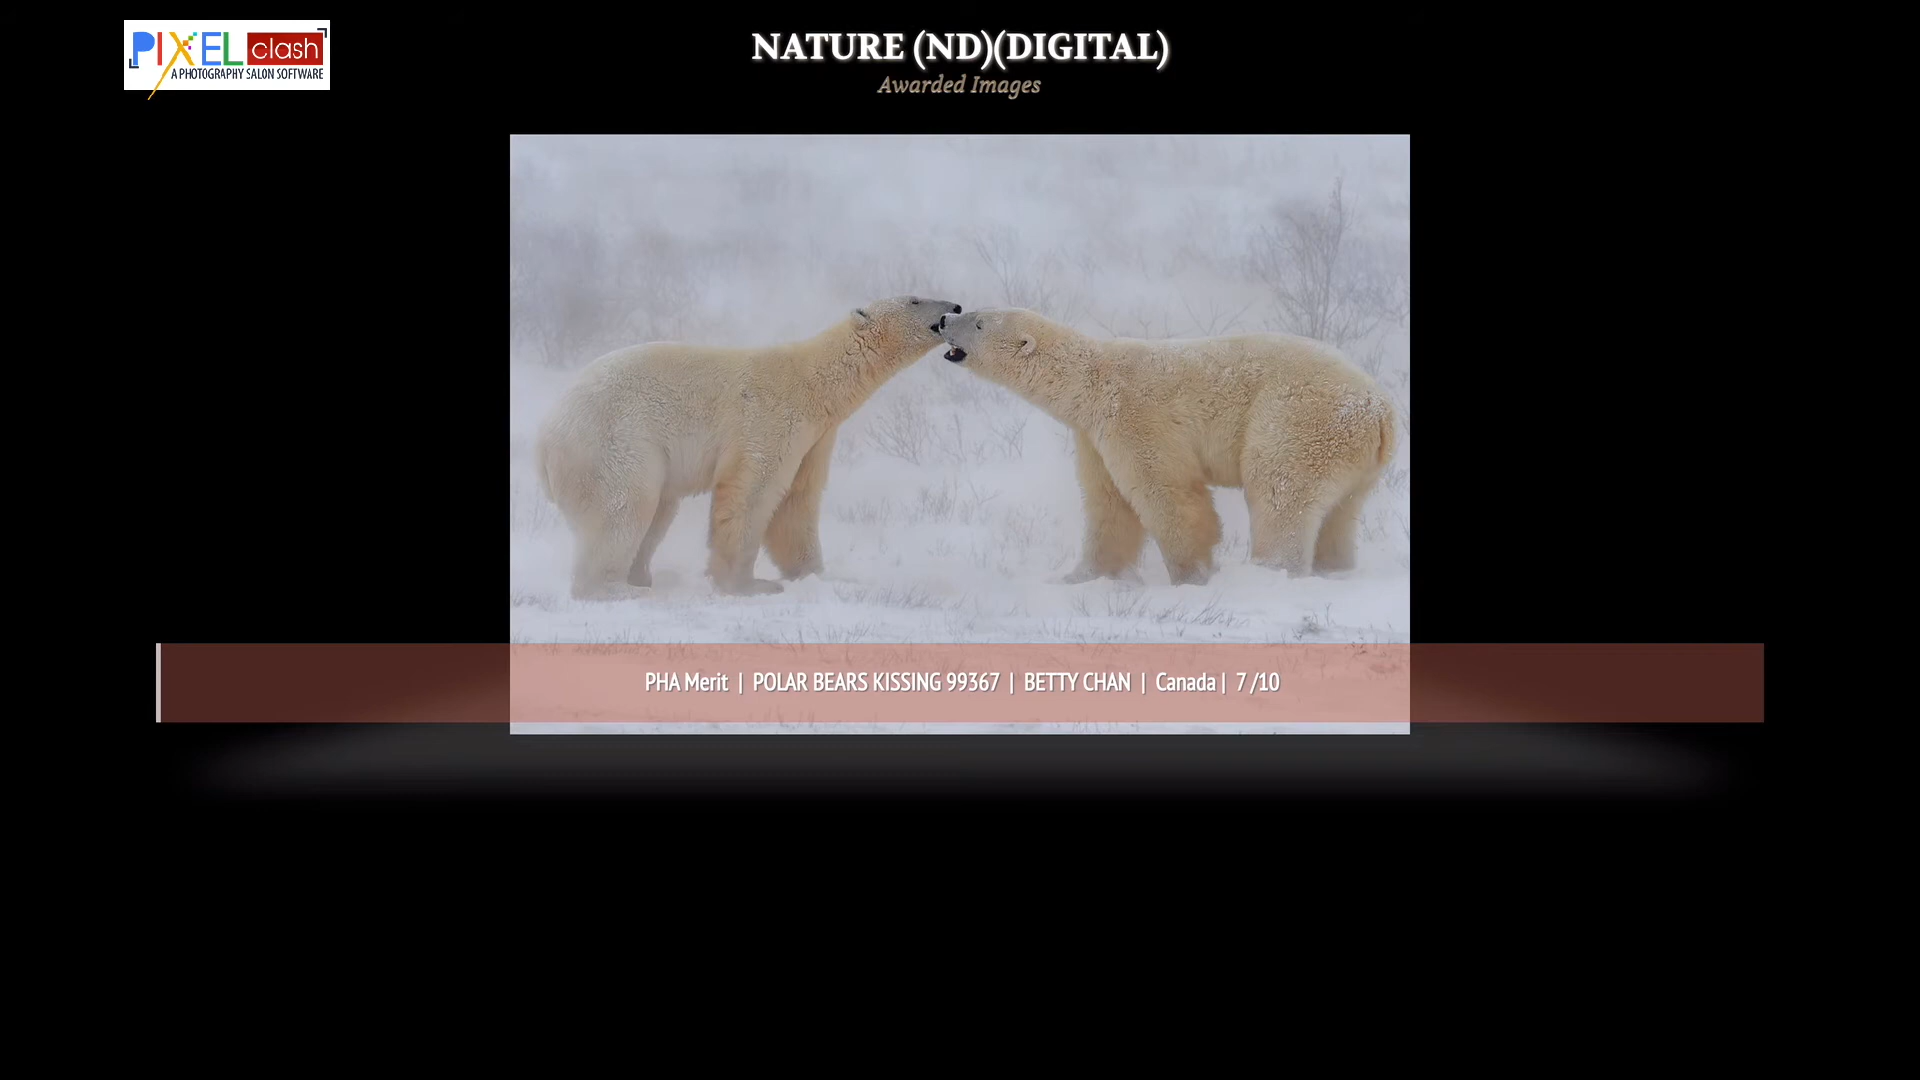 PIXEL clash
A PHOTOGRAPHY SALON SOFTWARE
NATURE (ND)(DIGITAL)
Awarded Images
PHA Merit | POLAR BEARS KISSING 99367 | BETTY CHAN | Canada | 7 /10